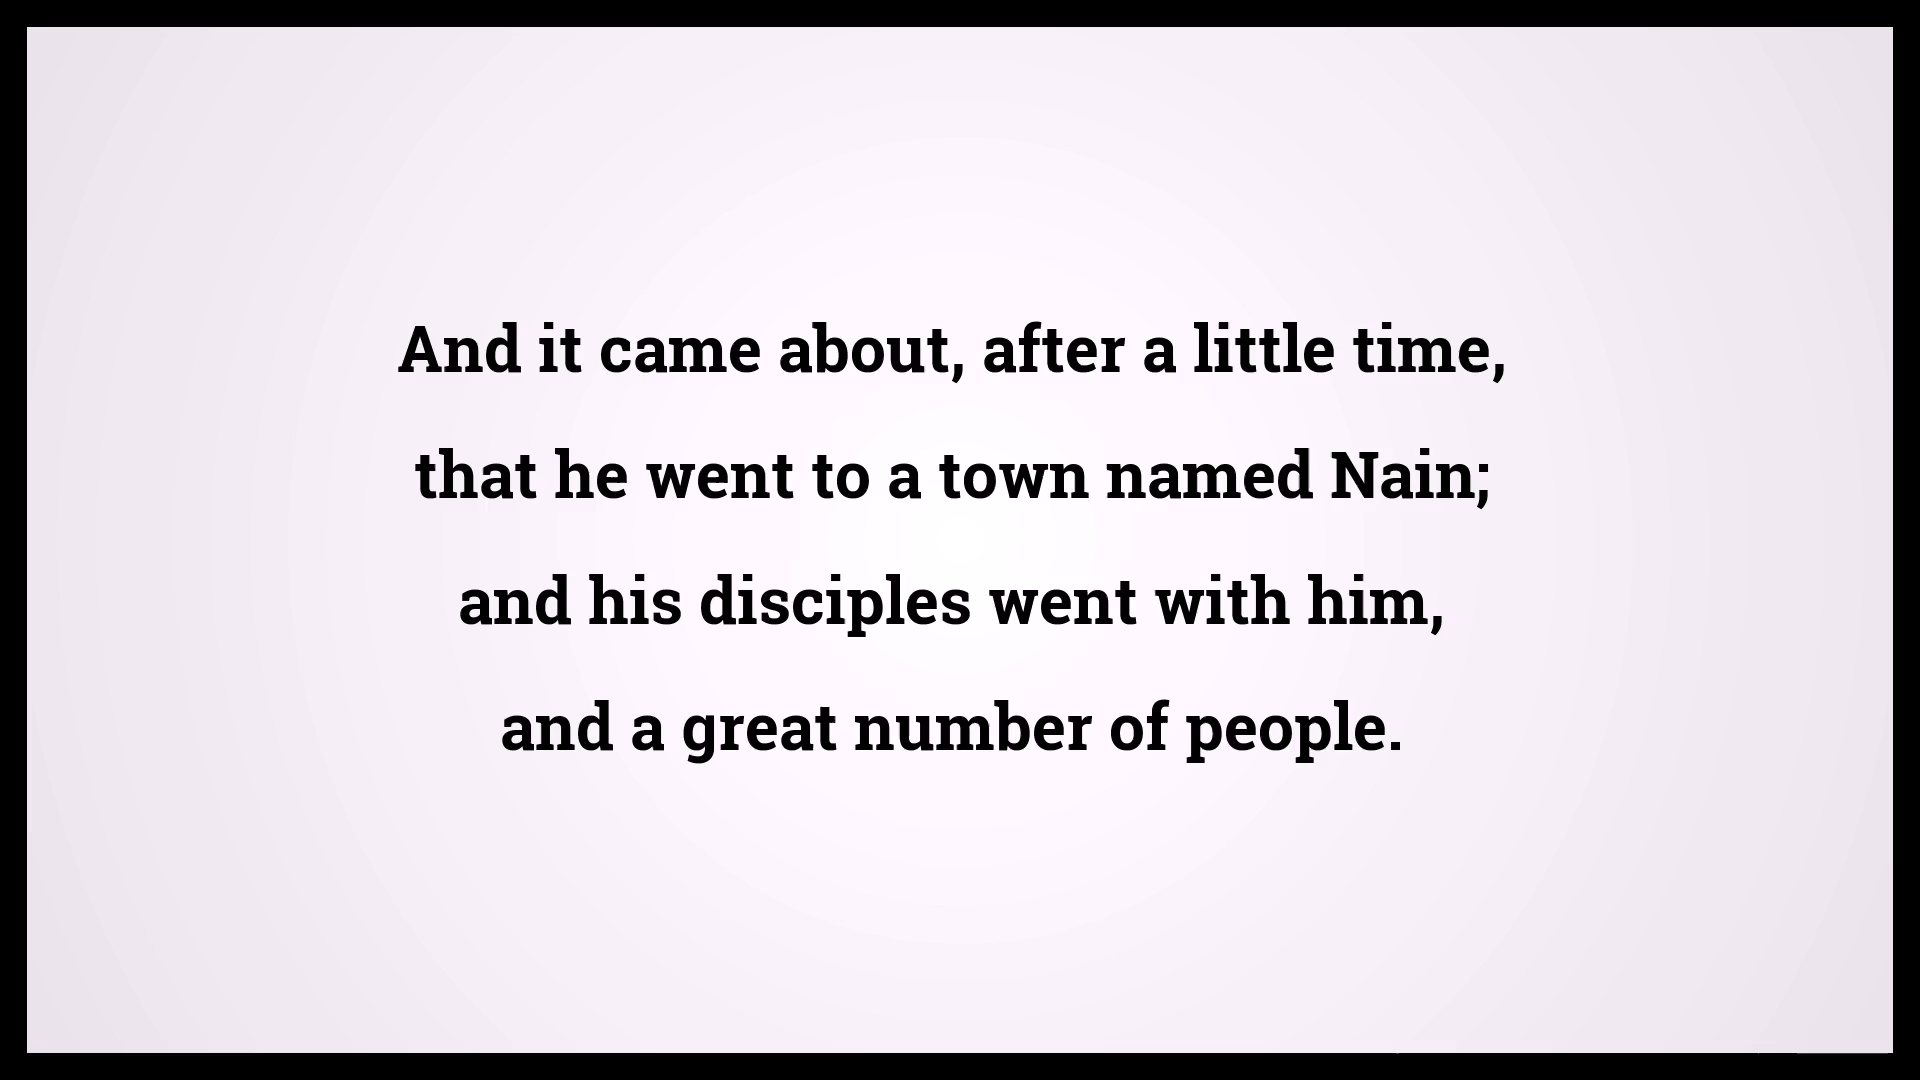 And it came about, after a little time,
that he went to a town named Nain;
and his disciples went with him,
and a great number of people.